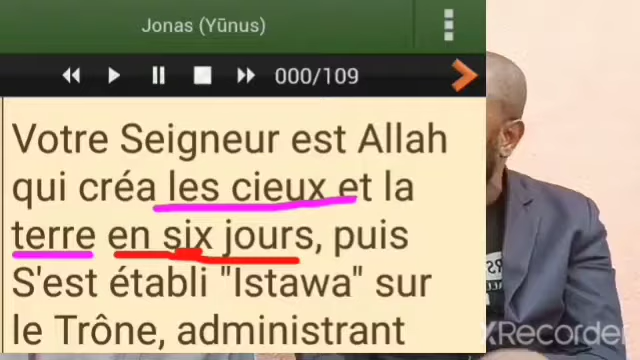 Jonas (Yūnus)
000/109
Votre Seigneur est Allah
qui créa les cieux et la
terre en six jours, puis
S'est établi "Istawa" sur
le Trône, administrant
XRecorder